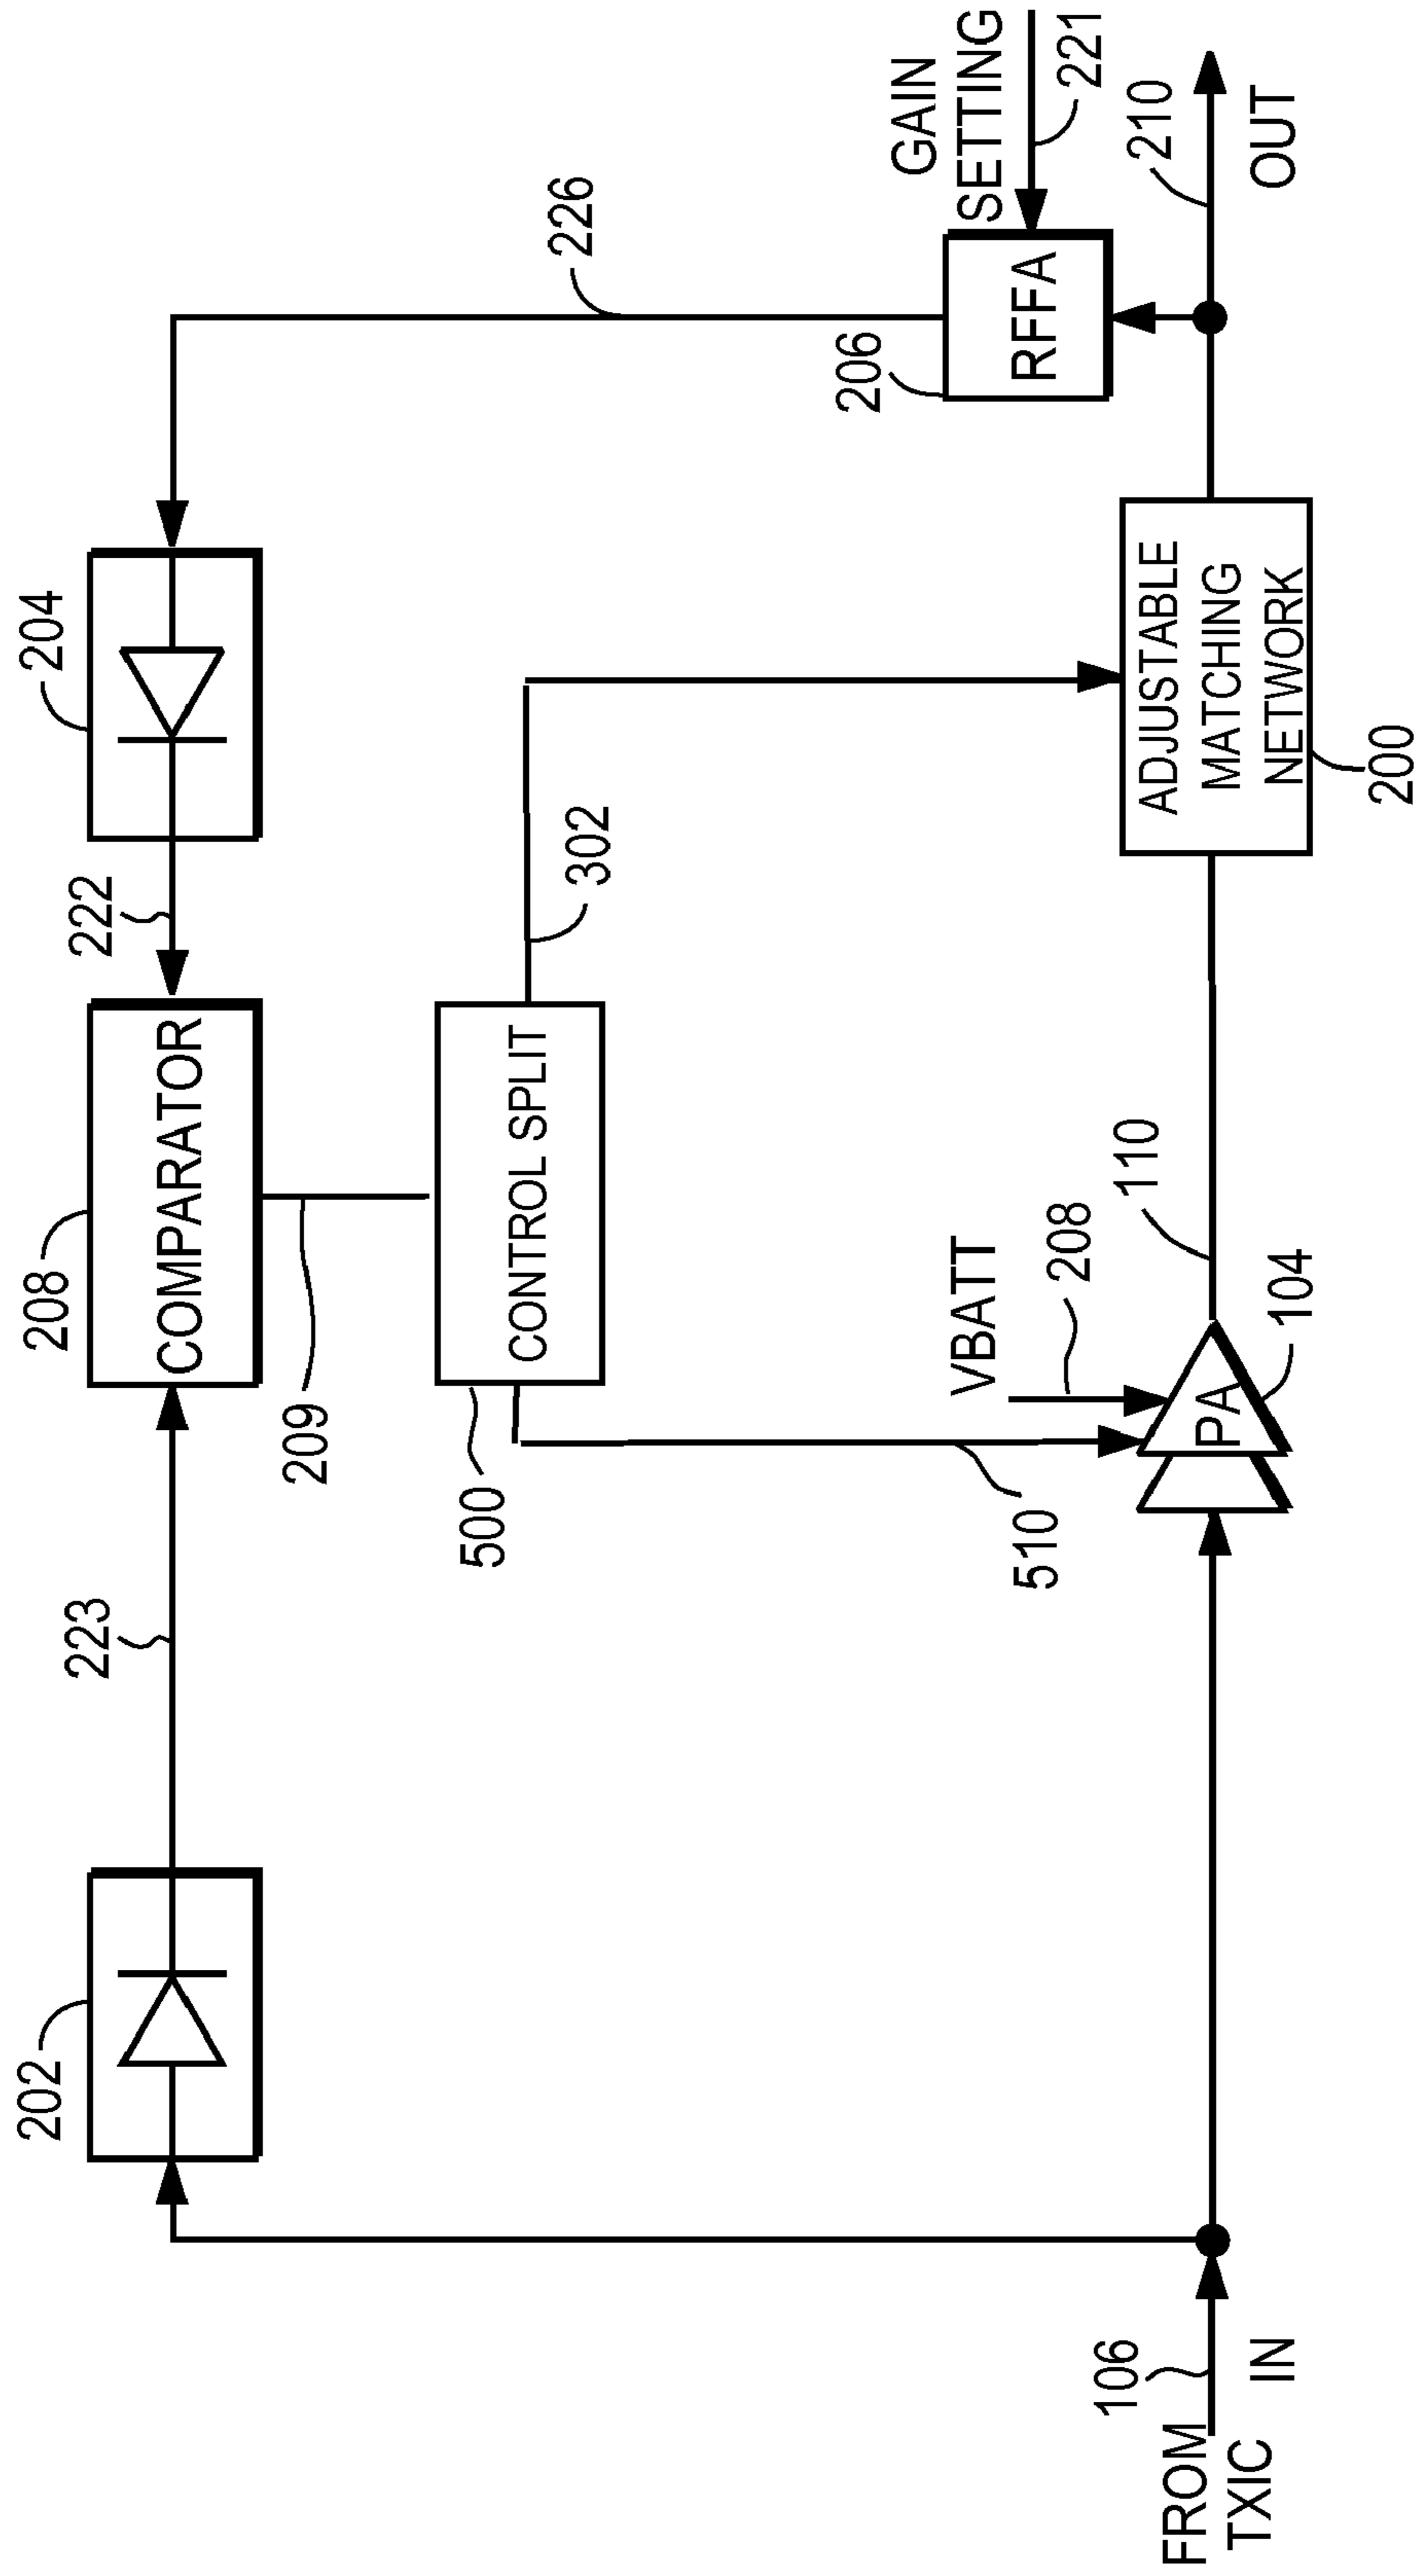 202
223
208
COMPARATOR
222
204
209
500
CONTROL SPLIT
302
226
510
VBATT
208
206
RFFA
GAIN
SETTING
221
FROM
TXIC
106
IN
PA
104
110
ADJUSTABLE
MATCHING
NETWORK
200
210
OUT